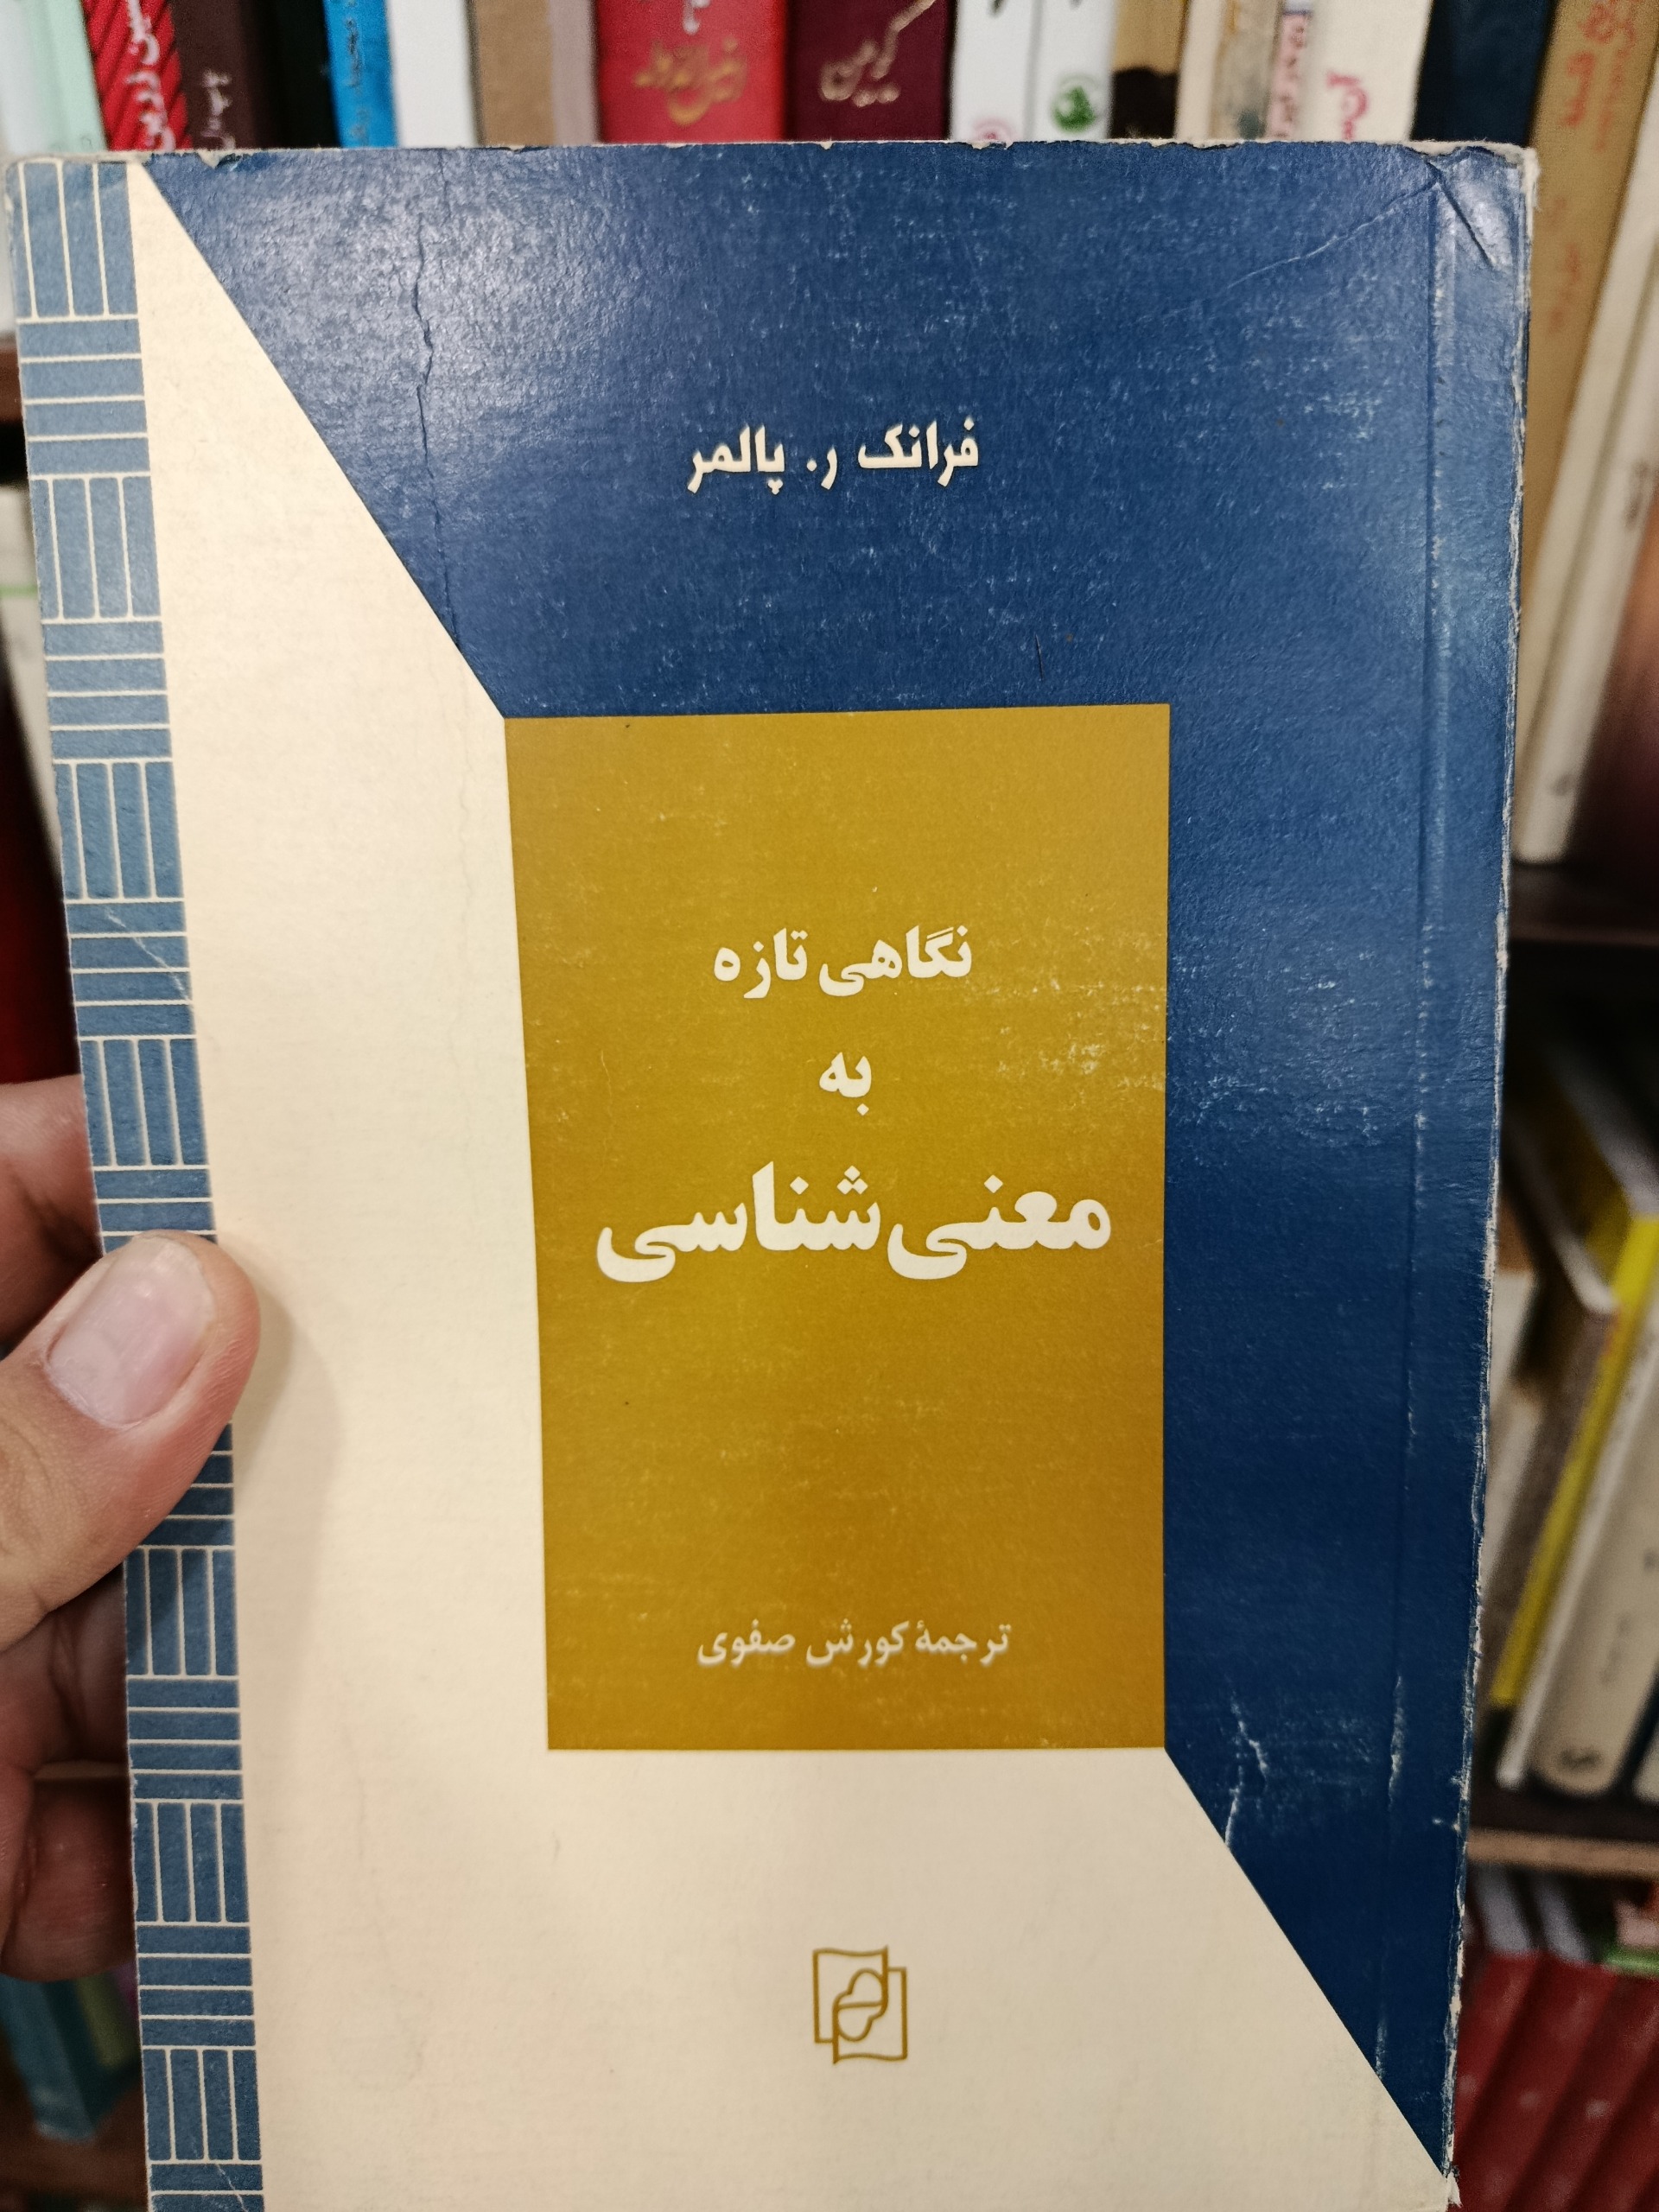 فرانک ر. پالمر
نگاهی تازه
به
معنی‌شناسی
ترجمهٔ کورش صفوی